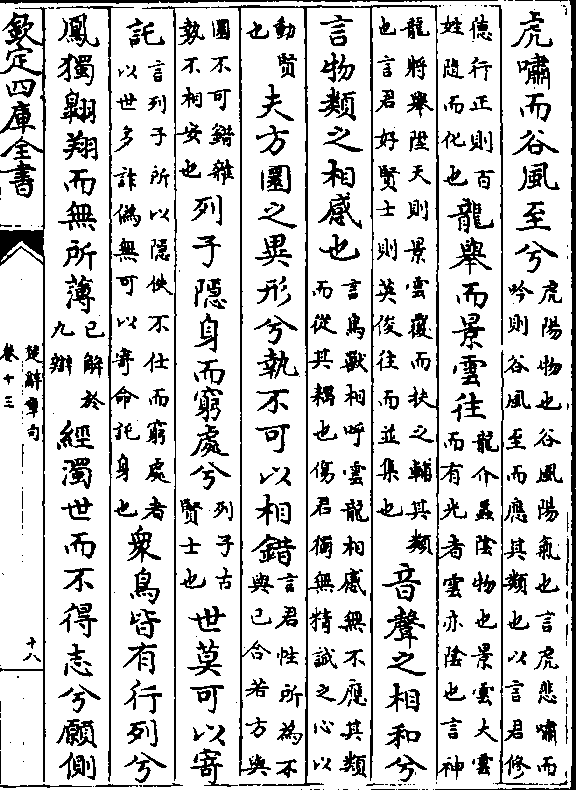 虎嘯而谷風至兮虎陽物也谷風陽氣也言虎悲嘯而吟則谷風至而應其類也以言君修
德行正則百姓隨而化也龍舉而景雲往龍介蟲陰物也景雲大雲而有光者雲亦陰也言神
龍將舉陞天則景雲覆而扶之輔其類也言君好賢士則英俊往而並集也音聲之相和兮
言物類之相感也言鳥獸相呼雲龍相感無不應其類而從其耦也傷君獨無精誠之心以
動賢也夫方圜之異形兮埶不可以相錯言君性所為不與己合若方與
圜不可錯雜埶不相安也列子隱身而窮處兮列子古賢士也世莫可以寄
託言列子所以隱佚不仕而窮處者以世多詐偽無可以寄命託身也衆鳥皆有行列兮
鳳獨翺翔而無所薄已解於九辯經濁世而不得志兮願側
欽定四庫全書
楚辭章句
卷十三
十八